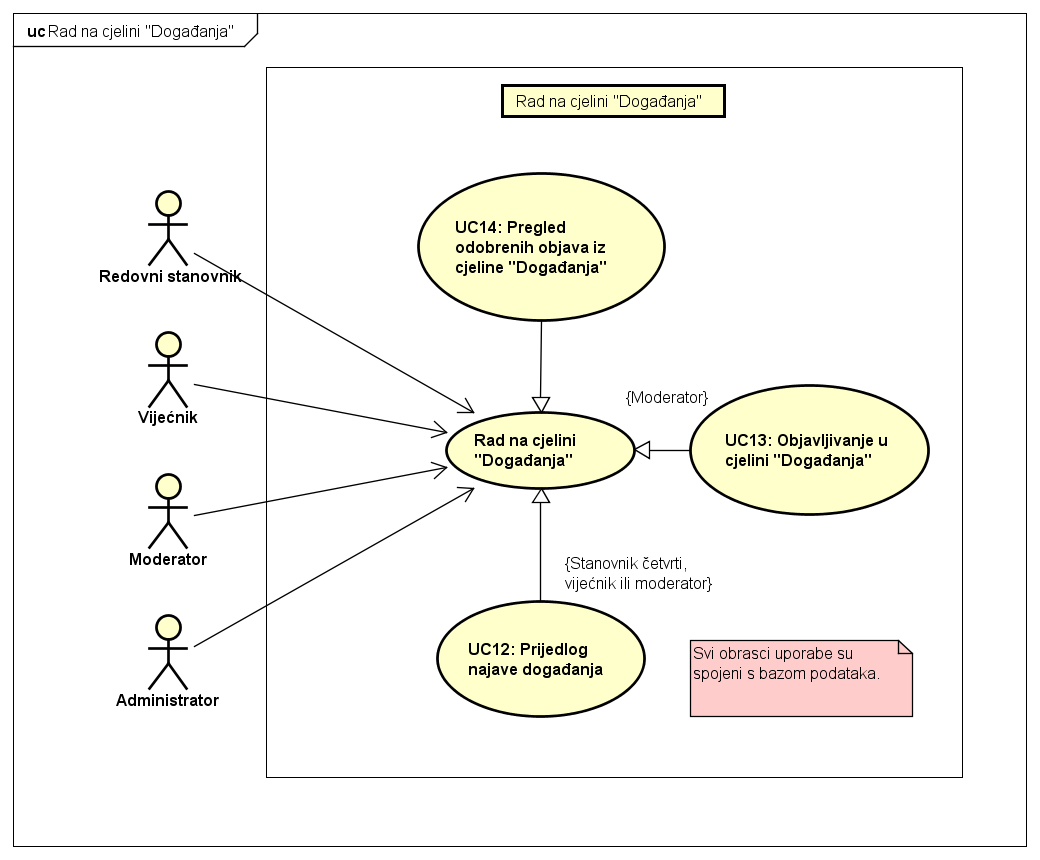 uc Rad na cjelini "Događanja"
Rad na cjelini "Događanja"
Redovni stanovnik
Vijećnik
Moderator
Administrator
UC14: Pregled
odobrenih objava iz
cjeline "Događanja"
{Moderator}
Rad na cjelini
"Događanja"
UC13: Objavljivanje u
cjelini "Događanja"
{Stanovnik četvrti,
vijećnik ili moderator}
UC12: Prijedlog
najave događanja
Svi obrasci uporabe su
spojeni s bazom podataka.